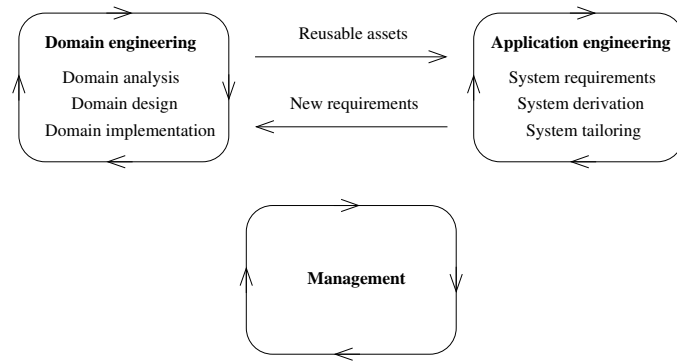 Domain engineering
Domain analysis
Domain design
Domain implementation
Reusable assets
New requirements
Application engineering
System requirements
System derivation
System tailoring
Management